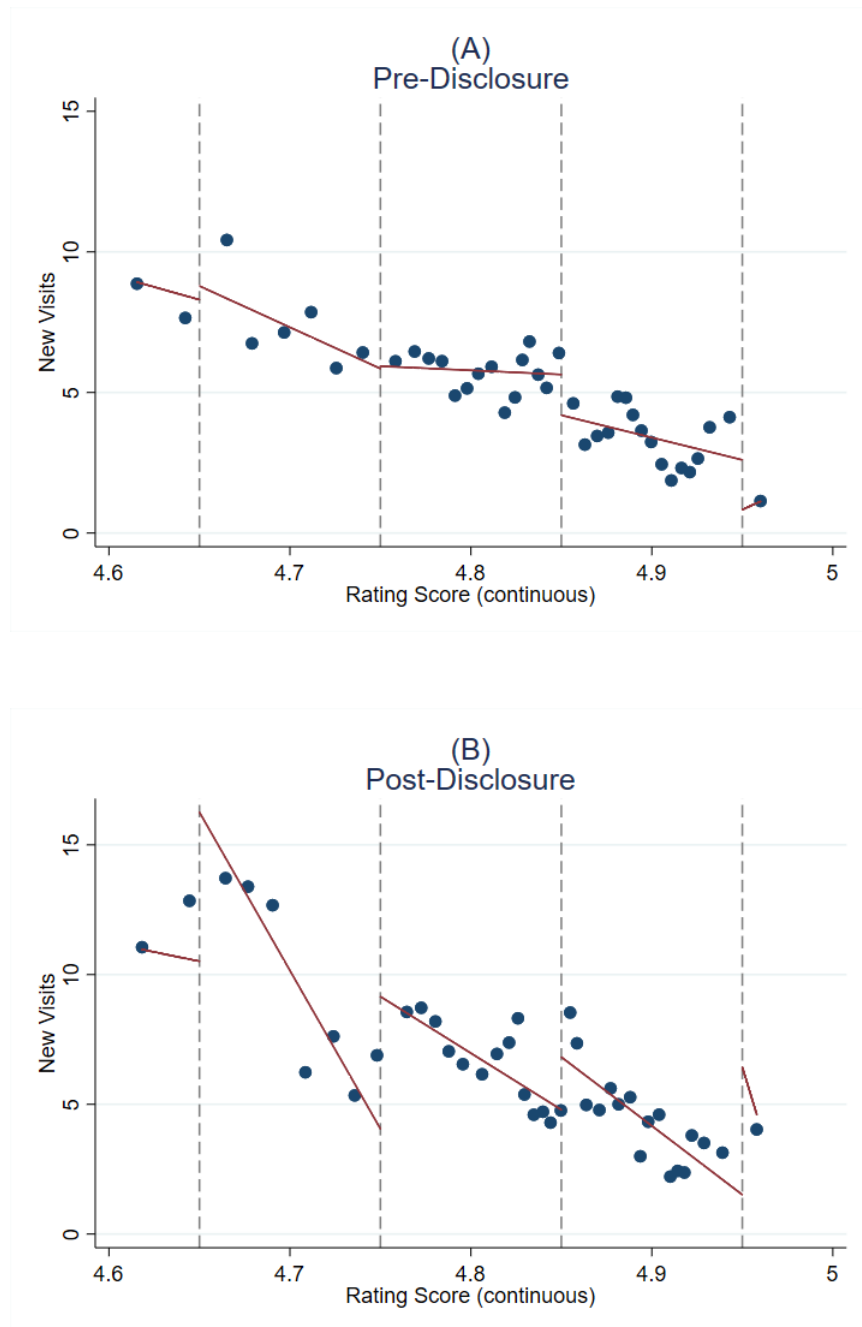 (A)
Pre-Disclosure
15
10
5
0
New Visits
4.6 4.7 4.8 4.9 5
Rating Score (continuous)
(B)
Post-Disclosure
15
10
5
0
New Visits
4.6 4.7 4.8 4.9 5
Rating Score (continuous)